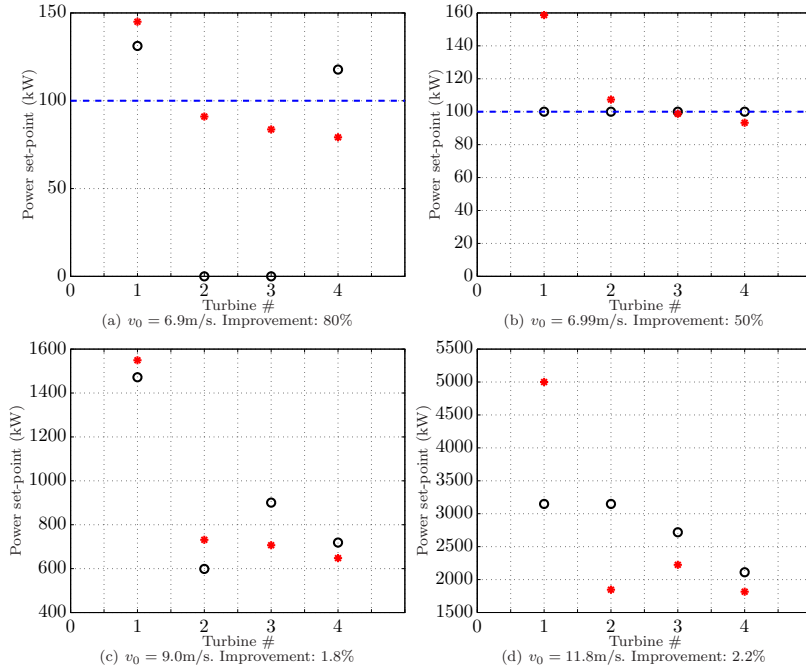 150
100
50
0
Power set-point (kW)
0 1 2 3 4
Turbine #
(a) v₀ = 6.9m/s. Improvement: 80%
160
140
120
100
80
60
40
20
0
Power set-point (kW)
0 1 2 3 4
Turbine #
(b) v₀ = 6.99m/s. Improvement: 50%
1600
1400
1200
1000
800
600
400
Power set-point (kW)
0 1 2 3 4
Turbine #
(c) v₀ = 9.0m/s. Improvement: 1.8%
5500
5000
4500
4000
3500
3000
2500
2000
1500
Power set-point (kW)
0 1 2 3 4
Turbine #
(d) v₀ = 11.8m/s. Improvement: 2.2%